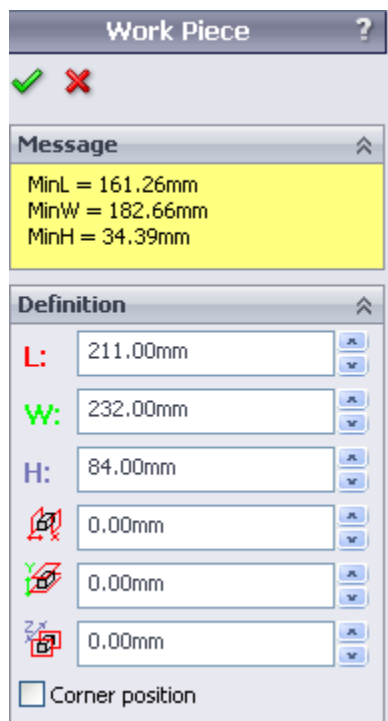 Work Piece ?
Message
MinL = 161.26mm
MinW = 182.66mm
MinH = 34.39mm
Definition
L: 211.00mm
W: 232.00mm
H: 84.00mm
X 0.00mm
Y 0.00mm
Z 0.00mm
Corner position